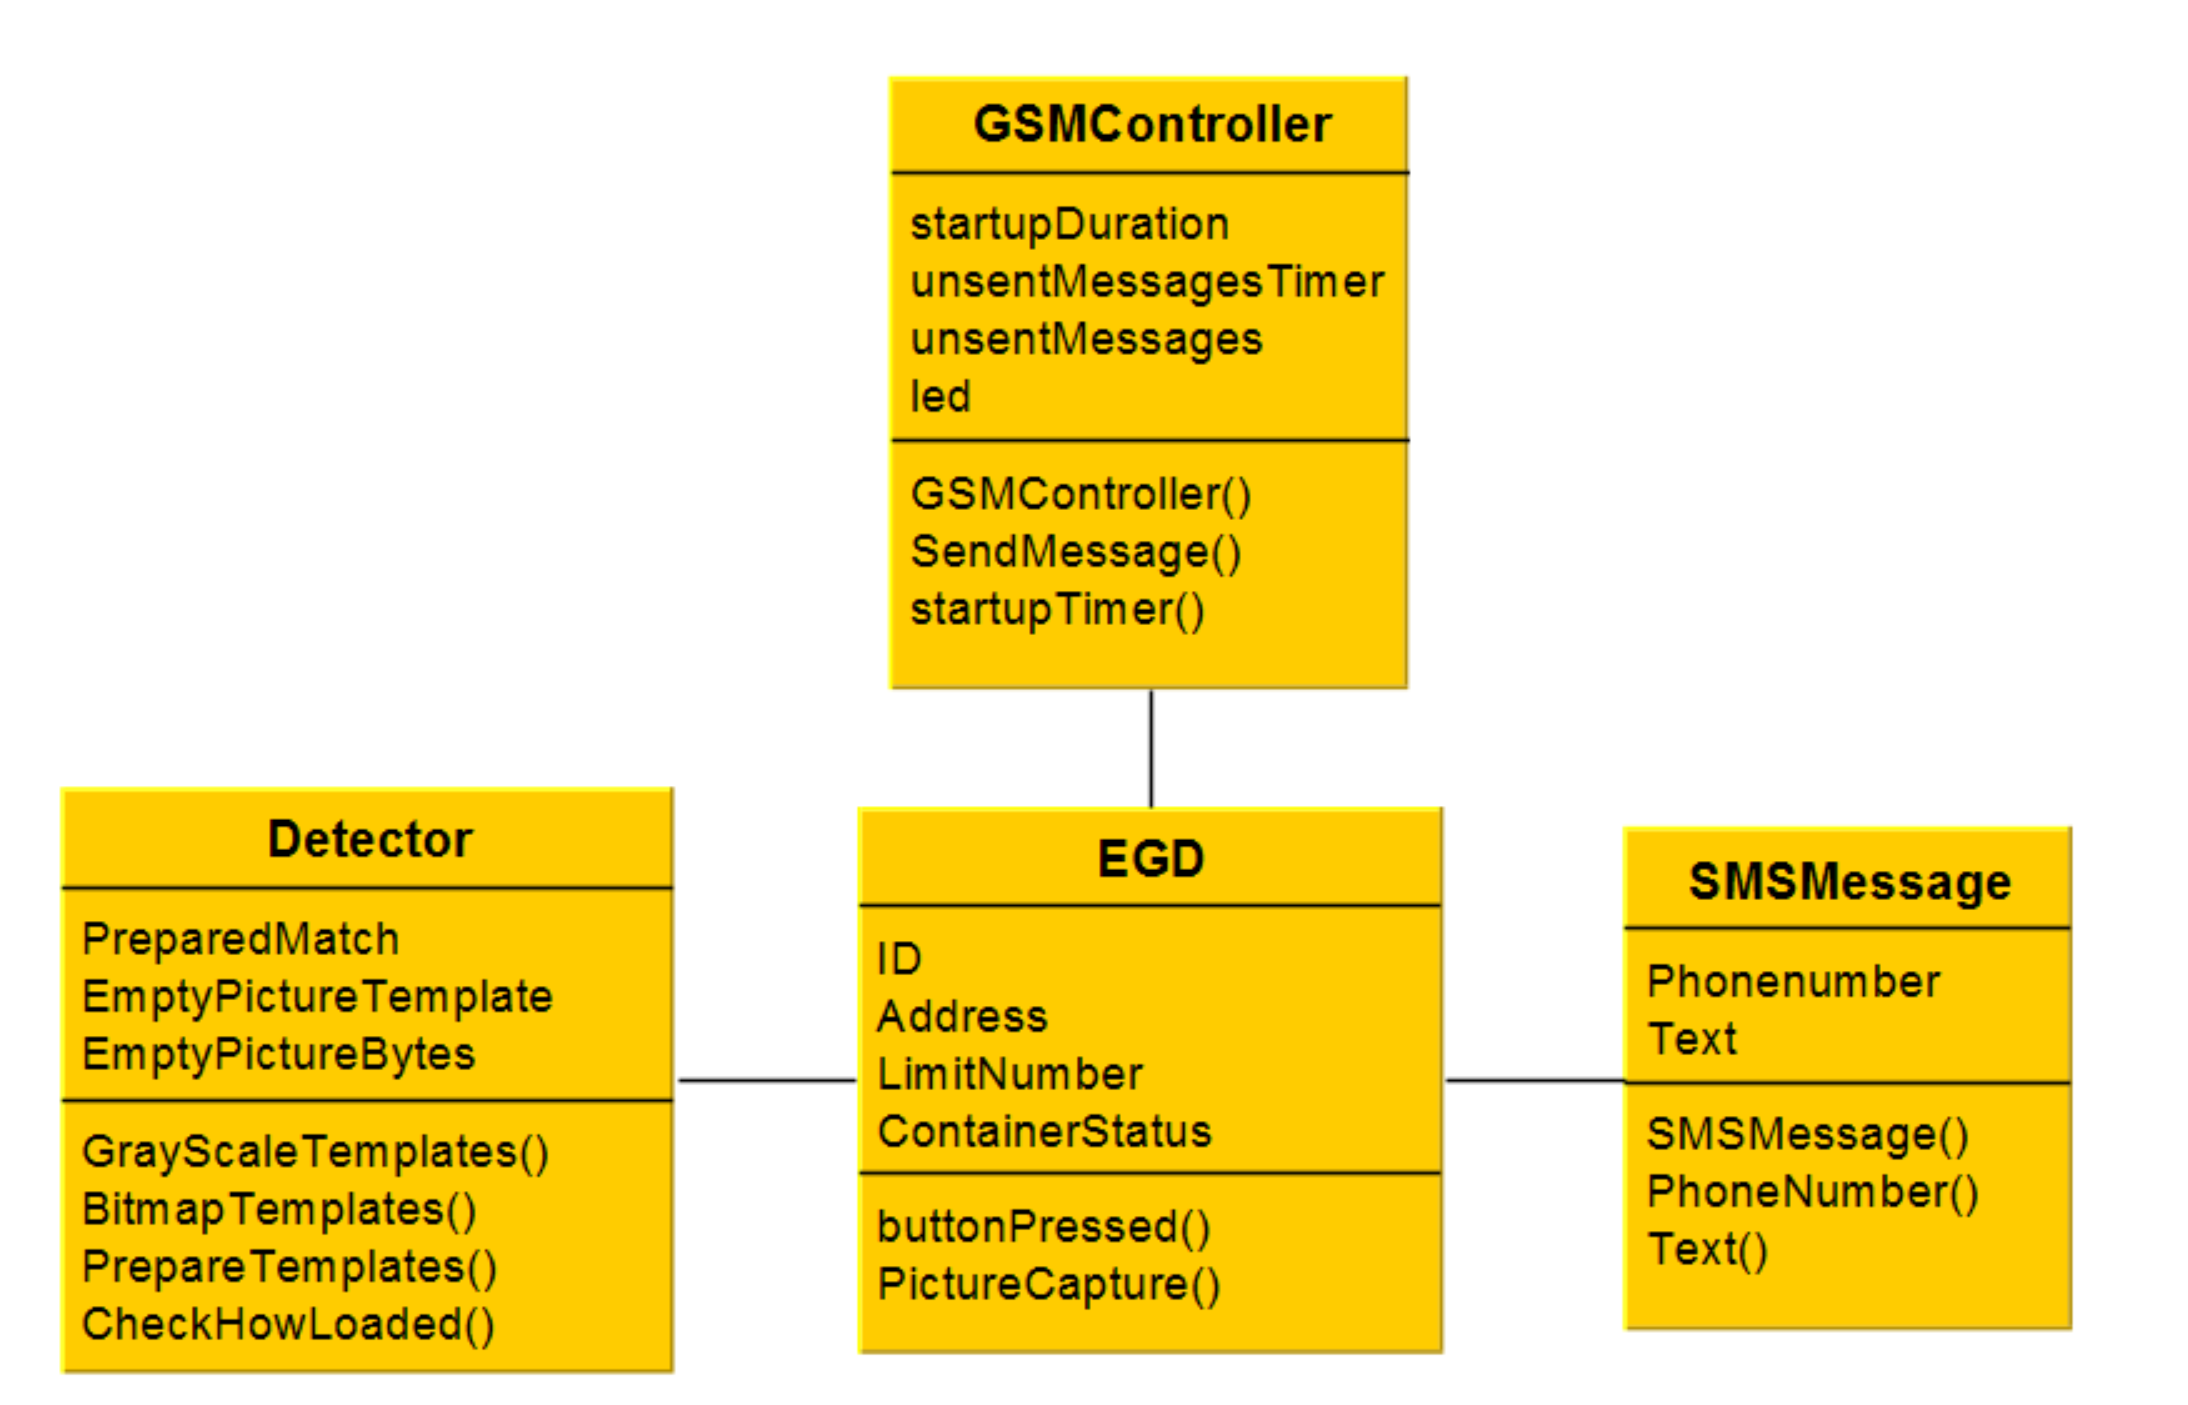 GSMController
startupDuration
unsentMessagesTimer
unsentMessages
led
GSMController()
SendMessage()
startupTimer()
Detector
PreparedMatch
EmptyPictureTemplate
EmptyPictureBytes
GrayScaleTemplates()
BitmapTemplates()
PrepareTemplates()
CheckHowLoaded()
EGD
ID
Address
LimitNumber
ContainerStatus
buttonPressed()
PictureCapture()
SMSMessage
Phonenumber
Text
SMSMessage()
PhoneNumber()
Text()